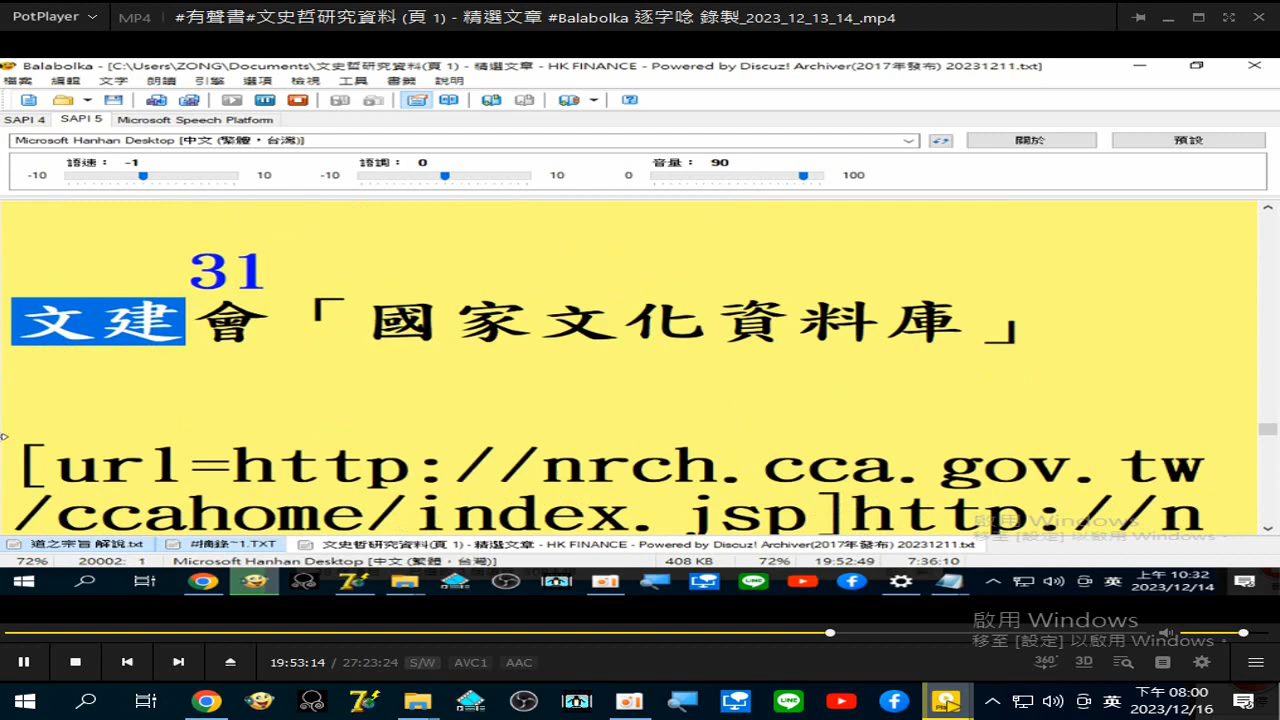 PotPlayer MP4 #有聲書#文史哲研究資料 (頁 1) - 精選文章 #Balabolka 逐字唸 錄製_2023_12_13_14_.mp4
Balabolka - [C:\Users\ZONG\Documents\文史哲研究資料(頁 1) - 精選文章 - HK FINANCE - Powered by Discuz! Archiver(2017年發布) 20231211.txt]
檔案 編輯 文字 朗讀 引擎 選項 檢視 工具 書籤 說明
SAPI 4 SAPI 5 Microsoft Speech Platform
Microsoft Hanhan Desktop [中文 (繁體，台灣)] 關於 預設
語速： -1 語調： 0 音量： 90
-10 10 -10 10 0 100
31
文建會「國家文化資料庫」
[url=http://nrch.cca.gov.tw
/ccahome/index.jsp]http://n
啟用 Windows
移至 [設定] 以啟用 Windows。
道之宗旨 解說.txt #摘錄~1.TXT 文史哲研究資料(頁 1) - 精選文章 - HK FINANCE - Powered by Discuz! Archiver(2017年發布) 20231211.txt
72% 20002: 1 Microsoft Hanhan Desktop [中文 (繁體，台灣)] 408 KB 72% 19:52:49 7:36:10
英 上午 10:32
2023/12/14
啟用 Windows
移至 [設定] 以啟用 Windows。
19:53:14 / 27:23:24 S/W AVC1 AAC 360° 3D
英 下午 08:00
2023/12/16